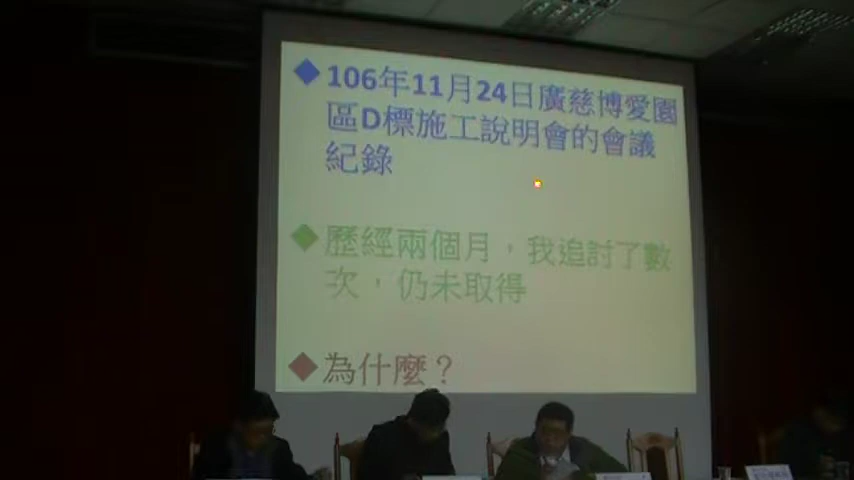 106年11月24日廣慈博愛園
區D標施工說明會的會議
紀錄
歷經兩個月，我追討了數
次，仍未取得
為什麼？